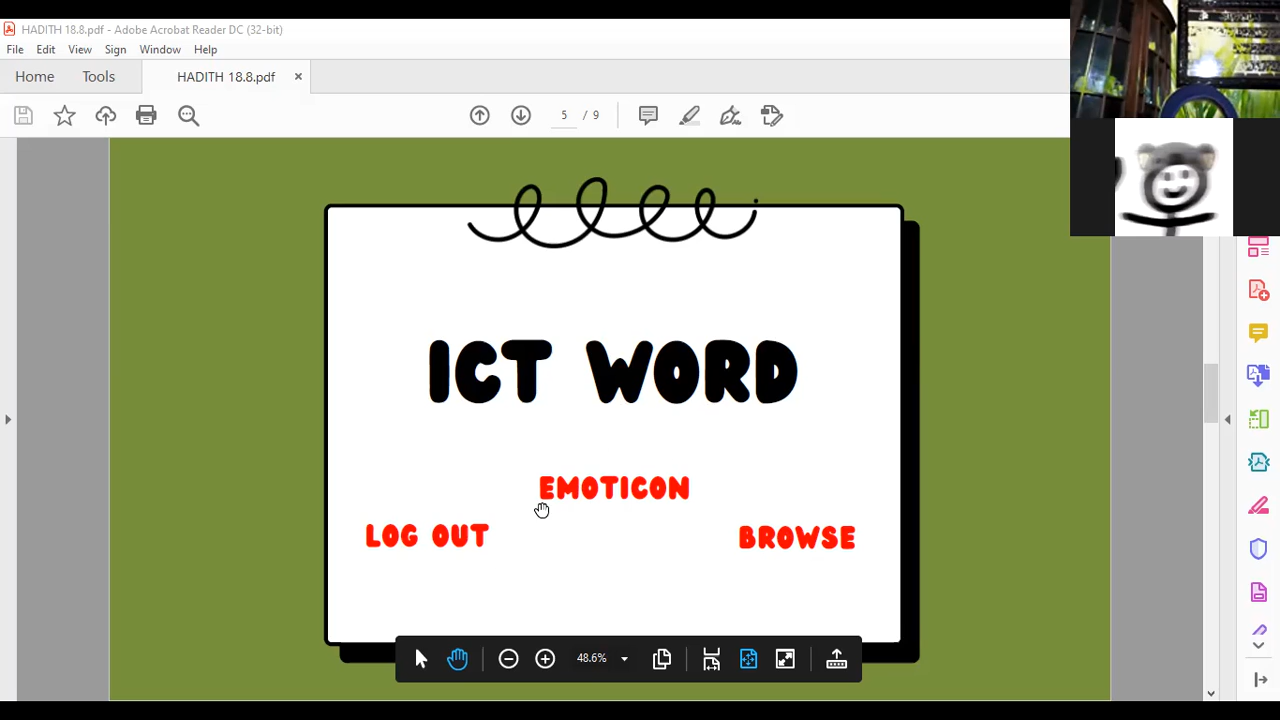 HADITH 18.8.pdf - Adobe Acrobat Reader DC (32-bit)
File Edit View Sign Window Help
Home Tools HADITH 18.8.pdf ×
5 / 9
ICT WORD
EMOTICON
LOG OUT BROWSE
48.6%